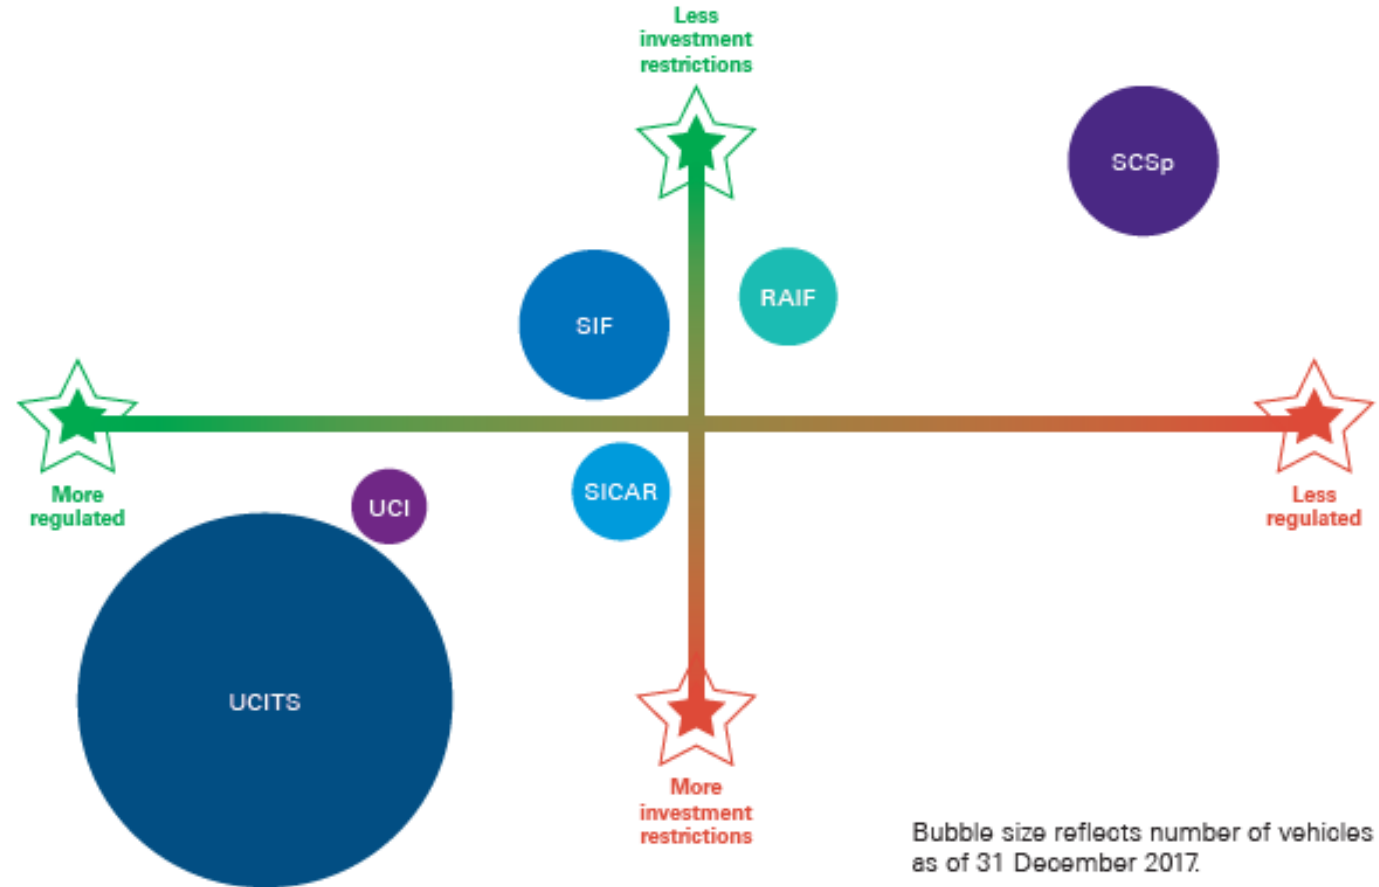 Less
investment
restrictions
SCSp
RAIF
SIF
More
regulated
Less
regulated
SICAR
UCI
UCITS
More
investment
restrictions
Bubble size reflects number of vehicles
as of 31 December 2017.